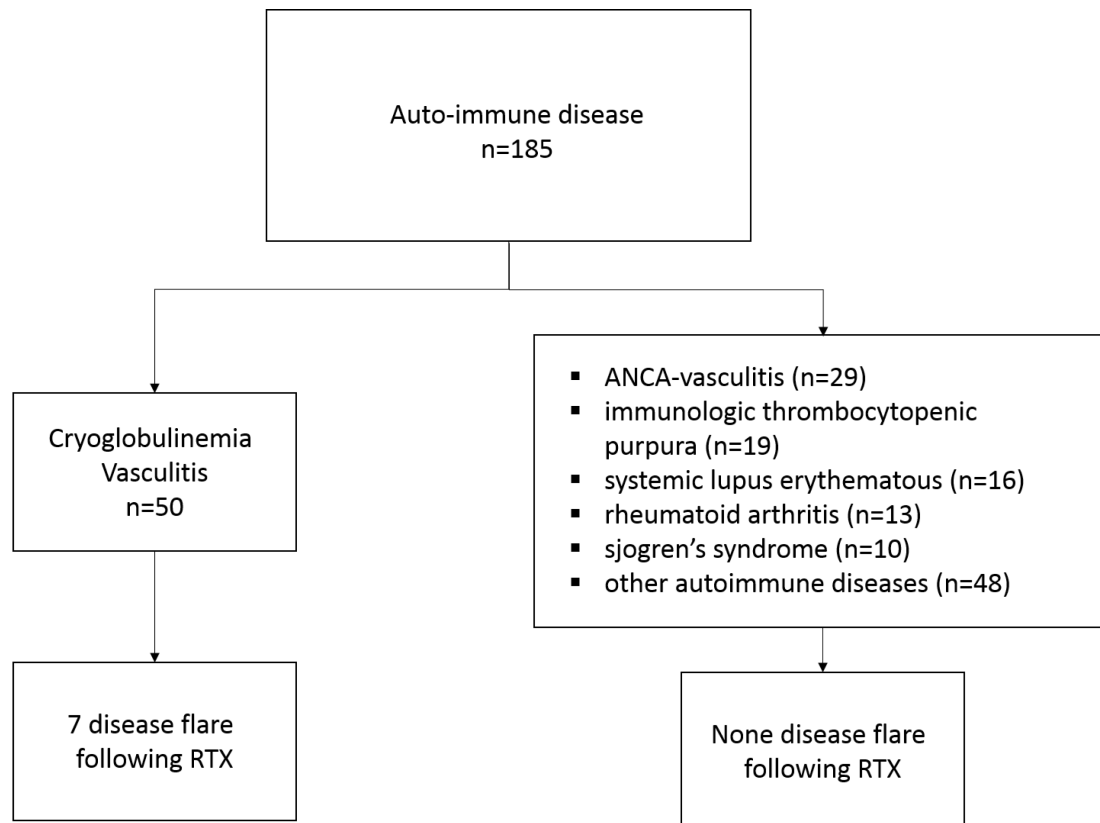 Auto-immune disease
n=185
Cryoglobulinemia
Vasculitis
n=50
▪ ANCA-vasculitis (n=29)
▪ immunologic thrombocytopenic
purpura (n=19)
▪ systemic lupus erythematous (n=16)
▪ rheumatoid arthritis (n=13)
▪ sjogren’s syndrome (n=10)
▪ other autoimmune diseases (n=48)
7 disease flare
following RTX
None disease flare
following RTX